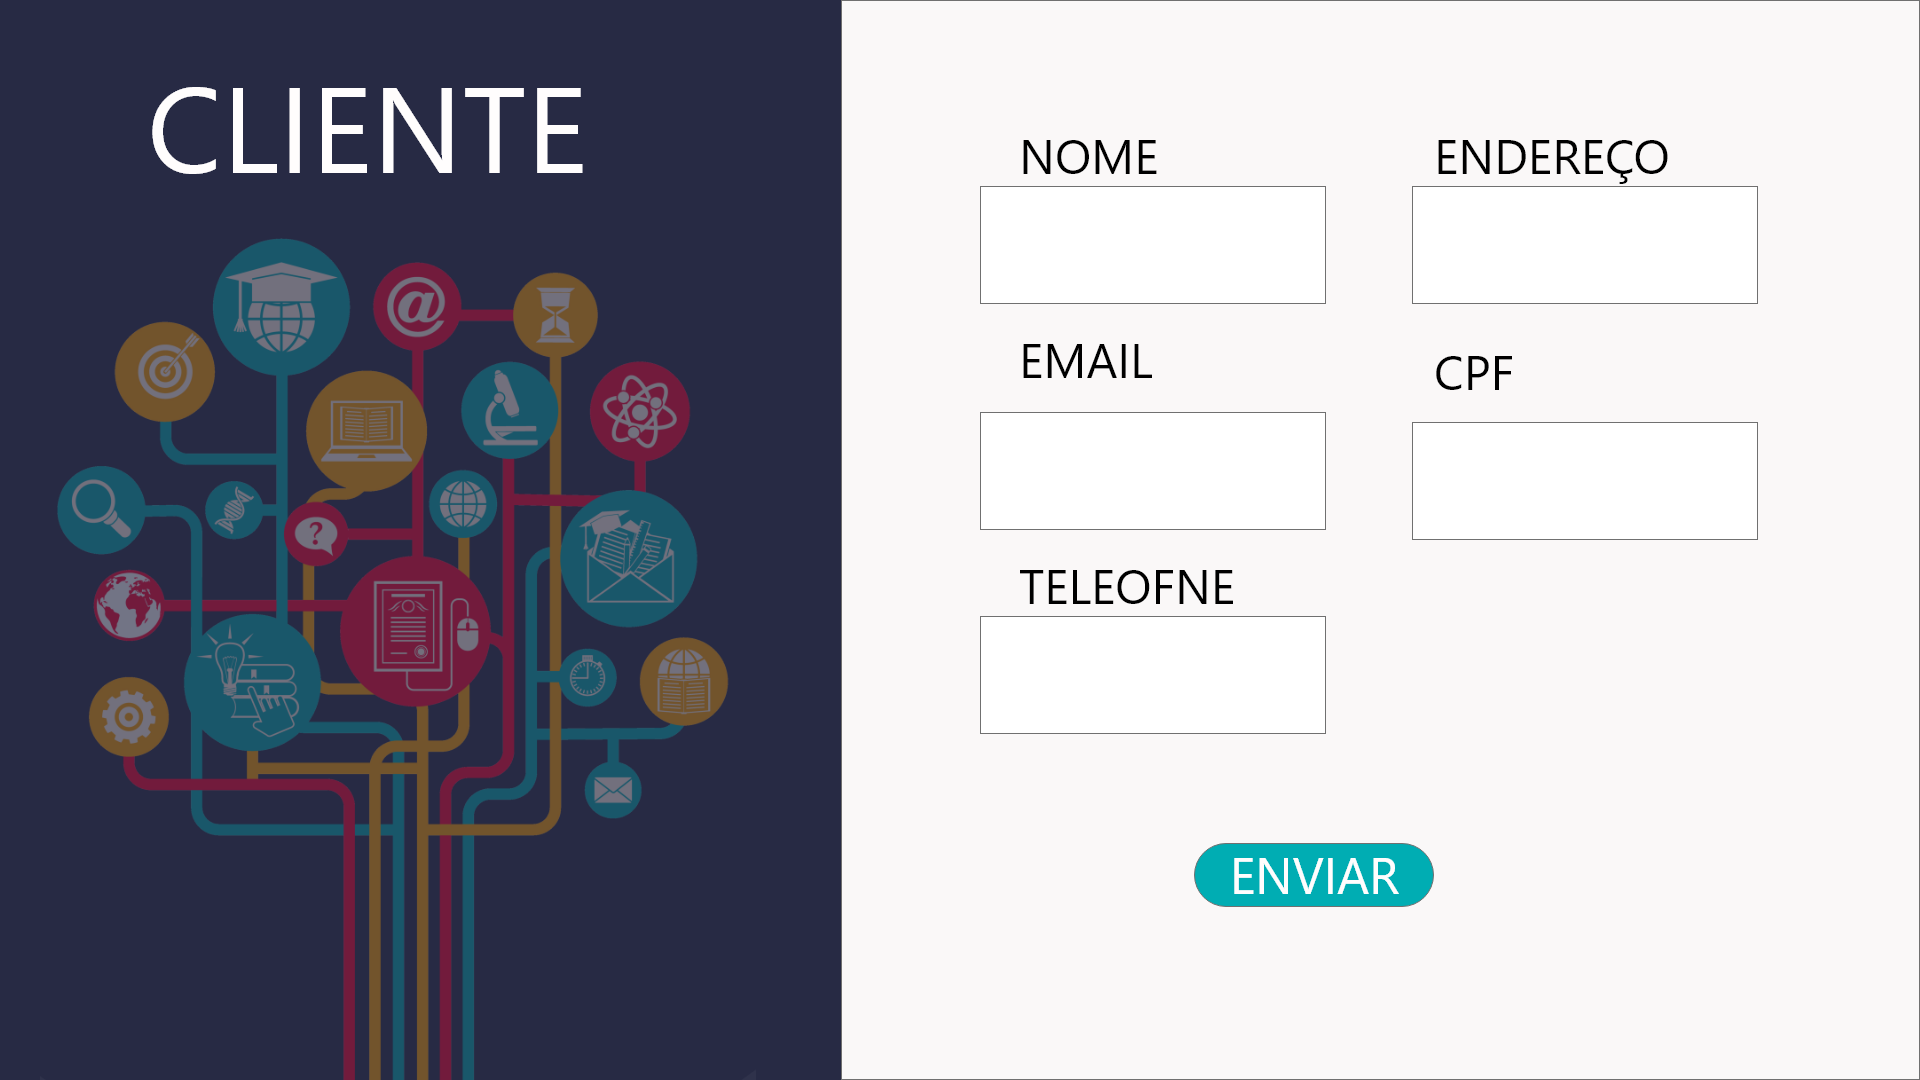 CLIENTE
NOME
ENDEREÇO
EMAIL
CPF
TELEOFNE
ENVIAR